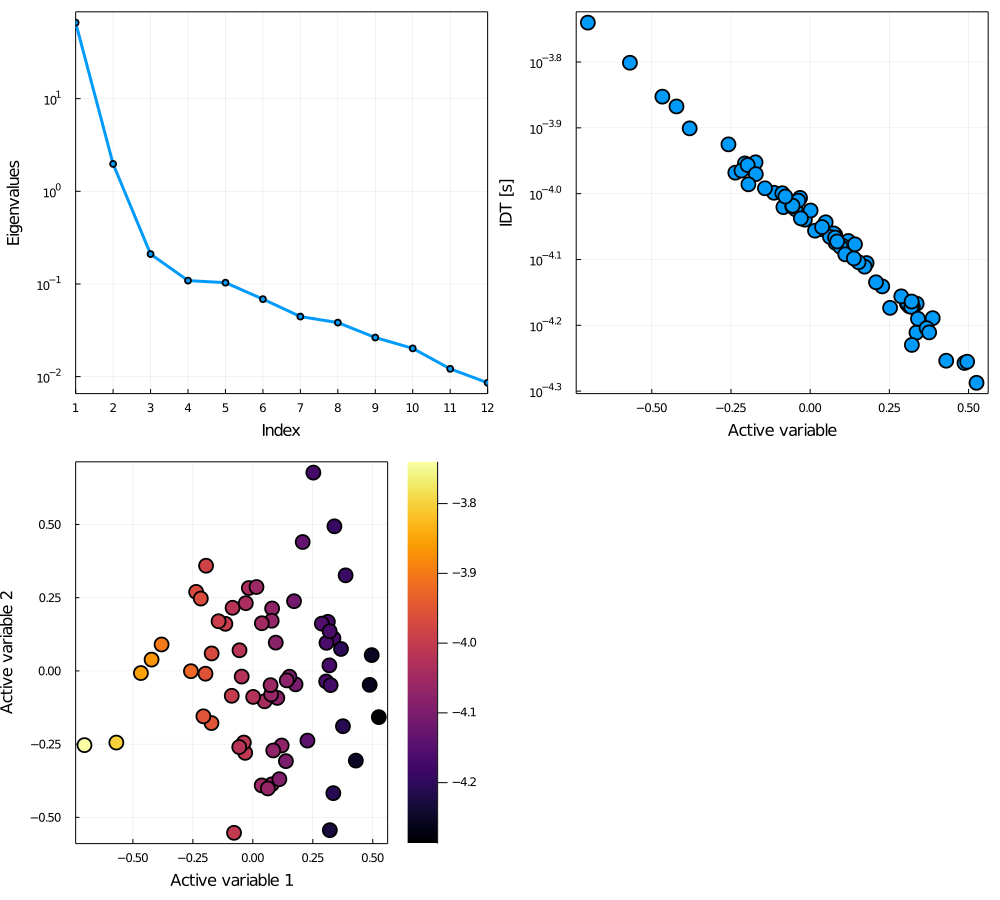 10^1
10^0
10^−1
10^−2
Eigenvalues
1 2 3 4 5 6 7 8 9 10 11 12
Index
10^−3.8
10^−3.9
10^−4.0
10^−4.1
10^−4.2
10^−4.3
IDT [s]
−0.50 −0.25 0.00 0.25 0.50
Active variable
0.50
0.25
0.00
−0.25
−0.50
Active variable 2
−0.50 −0.25 0.00 0.25 0.50
Active variable 1
−3.8
−3.9
−4.0
−4.1
−4.2